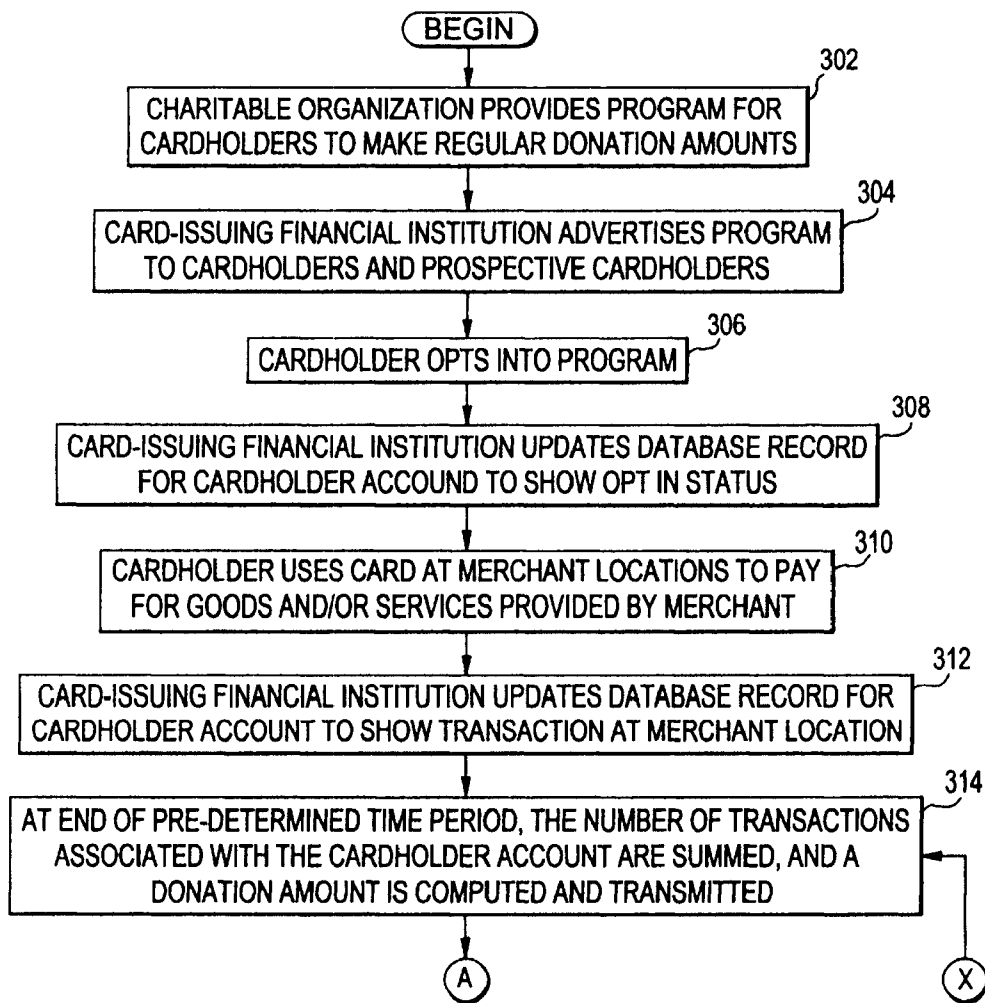 BEGIN
302
CHARITABLE ORGANIZATION PROVIDES PROGRAM FOR
CARDHOLDERS TO MAKE REGULAR DONATION AMOUNTS
304
CARD-ISSUING FINANCIAL INSTITUTION ADVERTISES PROGRAM
TO CARDHOLDERS AND PROSPECTIVE CARDHOLDERS
306
CARDHOLDER OPTS INTO PROGRAM
308
CARD-ISSUING FINANCIAL INSTITUTION UPDATES DATABASE RECORD
FOR CARDHOLDER ACCOUND TO SHOW OPT IN STATUS
310
CARDHOLDER USES CARD AT MERCHANT LOCATIONS TO PAY
FOR GOODS AND/OR SERVICES PROVIDED BY MERCHANT
312
CARD-ISSUING FINANCIAL INSTITUTION UPDATES DATABASE RECORD FOR
CARDHOLDER ACCOUNT TO SHOW TRANSACTION AT MERCHANT LOCATION
314
AT END OF PRE-DETERMINED TIME PERIOD, THE NUMBER OF TRANSACTIONS
ASSOCIATED WITH THE CARDHOLDER ACCOUNT ARE SUMMED, AND A
DONATION AMOUNT IS COMPUTED AND TRANSMITTED
A
X